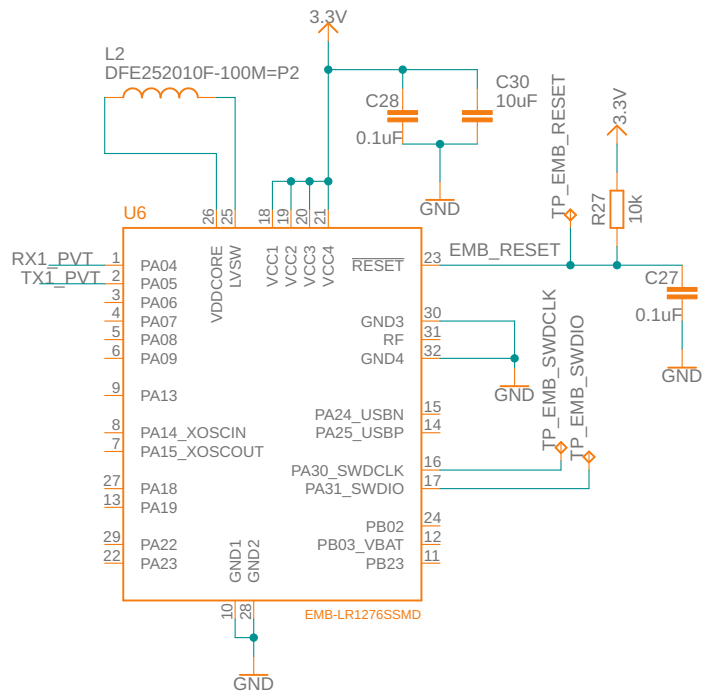 3.3V
L2
DFE252010F-100M=P2
C28
0.1uF
C30
10uF
GND
TP_EMB_RESET
3.3V
R27
10k
U6
26
25
18
19
20
21
VDDCORE
LVSW
VCC1
VCC2
VCC3
VCC4
RX1_PVT
1
PA04
TX1_PVT
2
PA05
3
PA06
4
PA07
5
PA08
6
PA09
9
PA13
8
PA14_XOSCIN
7
PA15_XOSCOUT
27
PA18
13
PA19
29
PA22
22
PA23
RESET
23
EMB_RESET
C27
0.1uF
GND
GND3
30
RF
31
GND4
32
GND
PA24_USBN
15
PA25_USBP
14
PA30_SWDCLK
16
TP_EMB_SWDCLK
PA31_SWDIO
17
TP_EMB_SWDIO
PB02
24
PB03_VBAT
12
PB23
11
GND1
GND2
10
28
EMB-LR1276SSMD
GND